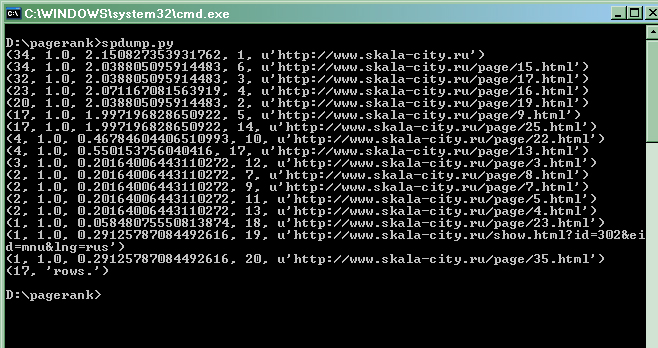 C:\WINDOWS\system32\cmd.exe
D:\pagerank>spdump.py
(34, 1.0, 2.150827353931762, 1, u'http://www.skala-city.ru')
(34, 1.0, 2.038805095914483, 6, u'http://www.skala-city.ru/page/15.html')
(32, 1.0, 2.038805095914483, 3, u'http://www.skala-city.ru/page/17.html')
(23, 1.0, 2.071167081563919, 4, u'http://www.skala-city.ru/page/16.html')
(20, 1.0, 2.038805095914483, 2, u'http://www.skala-city.ru/page/19.html')
(17, 1.0, 1.9971968286509​22, 5, u'http://www.skala-city.ru/page/9.html')
(17, 1.0, 1.997196828650922, 14, u'http://www.skala-city.ru/page/25.html')
(4, 1.0, 0.46784604406510993, 10, u'http://www.skala-city.ru/page/22.html')
(4, 1.0, 0.550153756040416, 17, u'http://www.skala-city.ru/page/13.html')
(3, 1.0, 0.20164006443110272, 12, u'http://www.skala-city.ru/page/3.html')
(2, 1.0, 0.20164006443110272, 7, u'http://www.skala-city.ru/page/8.html')
(2, 1.0, 0.20164006443110272, 9, u'http://www.skala-city.ru/page/7.html')
(2, 1.0, 0.20164006443110272, 11, u'http://www.skala-city.ru/page/5.html')
(2, 1.0, 0.20164006443110272, 13, u'http://www.skala-city.ru/page/4.html')
(1, 1.0, 0.05848075550813874, 18, u'http://www.skala-city.ru/page/23.html')
(1, 1.0, 0.29125787084492616, 19, u'http://www.skala-city.ru/show.html?id=302&ei
d=mnu&lng=rus')
(1, 1.0, 0.29125787084492616, 20, u'http://www.skala-city.ru/page/35.html')
(17, 'rows.')
D:\pagerank>